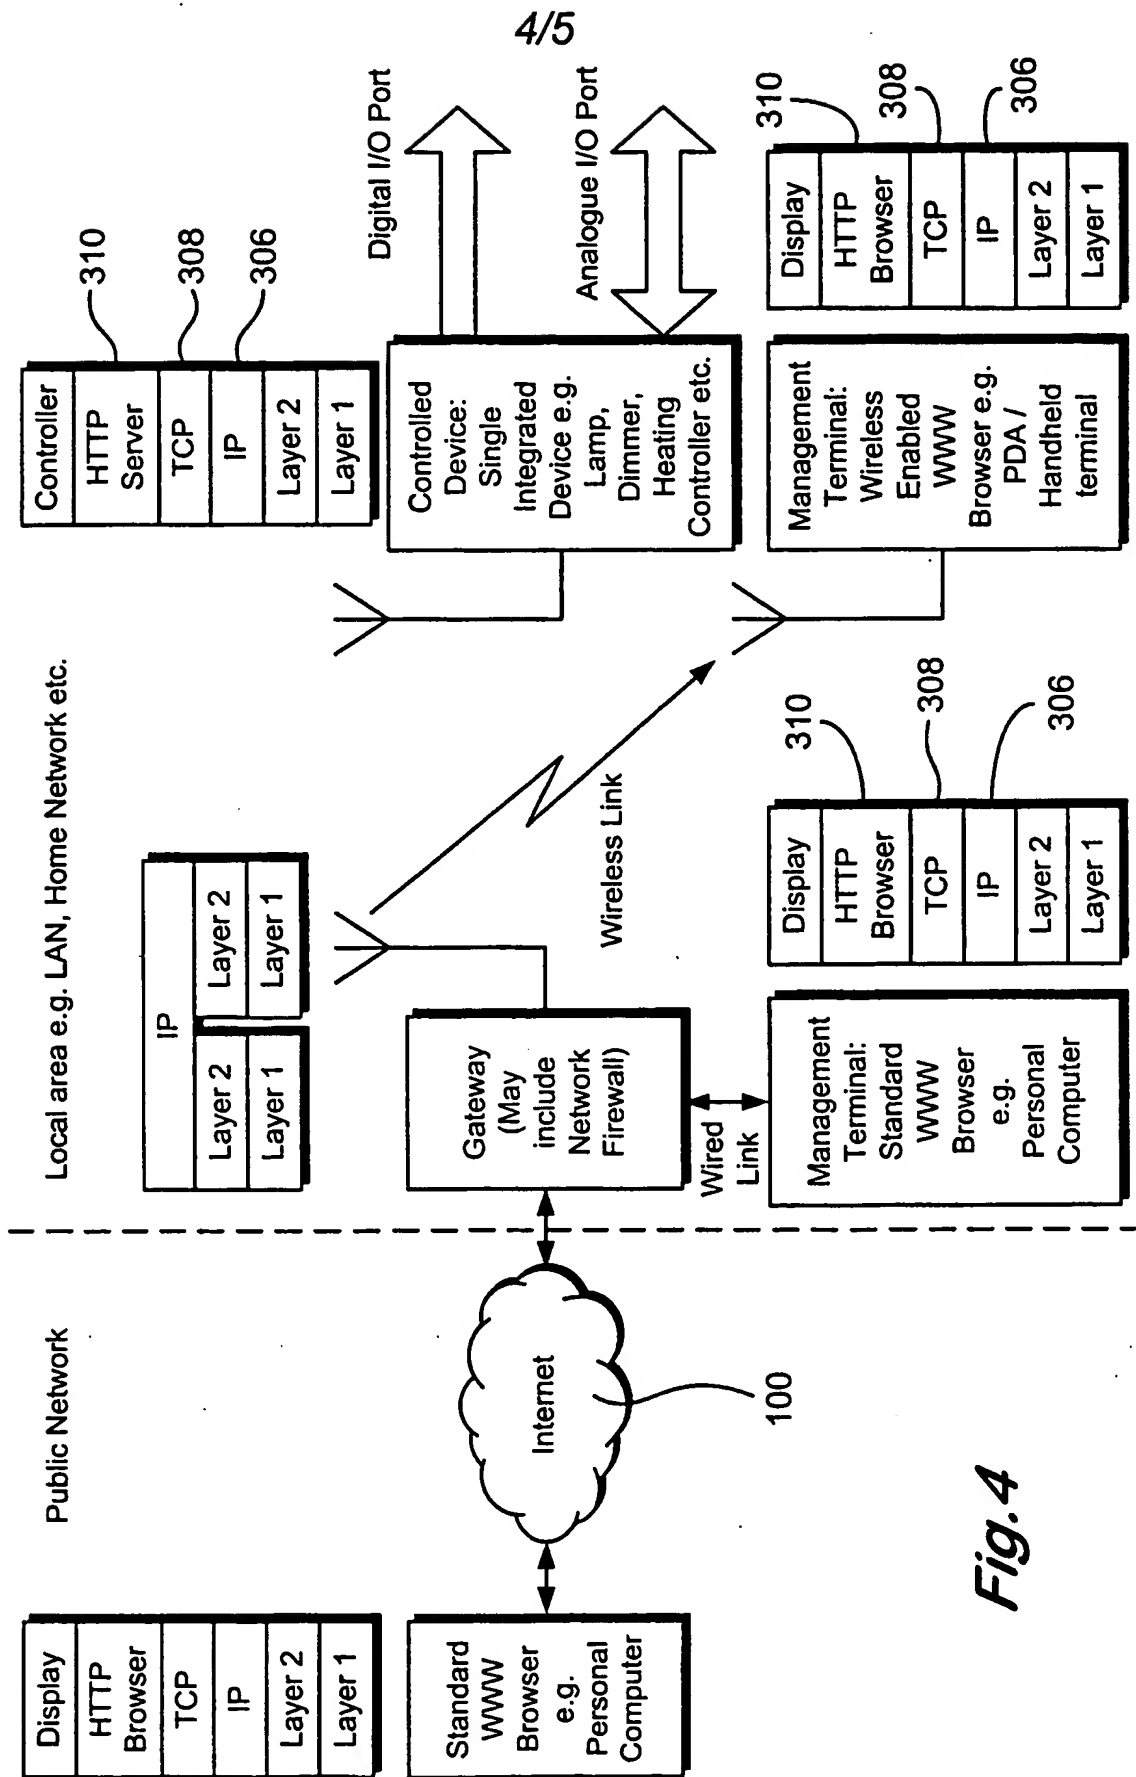 4/5
Public Network
Local area e.g. LAN, Home Network etc.
Display
HTTP
Browser
TCP
IP
Layer 2
Layer 1
Standard
WWW
Browser
e.g.
Personal
Computer
Internet
100
IP
Layer 2
Layer 1
Layer 2
Layer 1
Gateway
(May
include
Network
Firewall)
Wired
Link
Wireless Link
Management
Terminal:
Standard
WWW
Browser
e.g.
Personal
Computer
Display
HTTP
Browser
TCP
IP
Layer 2
Layer 1
310
308
306
Controller
HTTP
Server
TCP
IP
Layer 2
Layer 1
310
308
306
Controlled
Device:
Single
Integrated
Device e.g.
Lamp,
Dimmer,
Heating
Controller etc.
Digital I/O Port
Analogue I/O Port
Management
Terminal:
Wireless
Enabled
WWW
Browser e.g.
PDA /
Handheld
terminal
Display
HTTP
Browser
TCP
IP
Layer 2
Layer 1
310
308
306
Fig.4